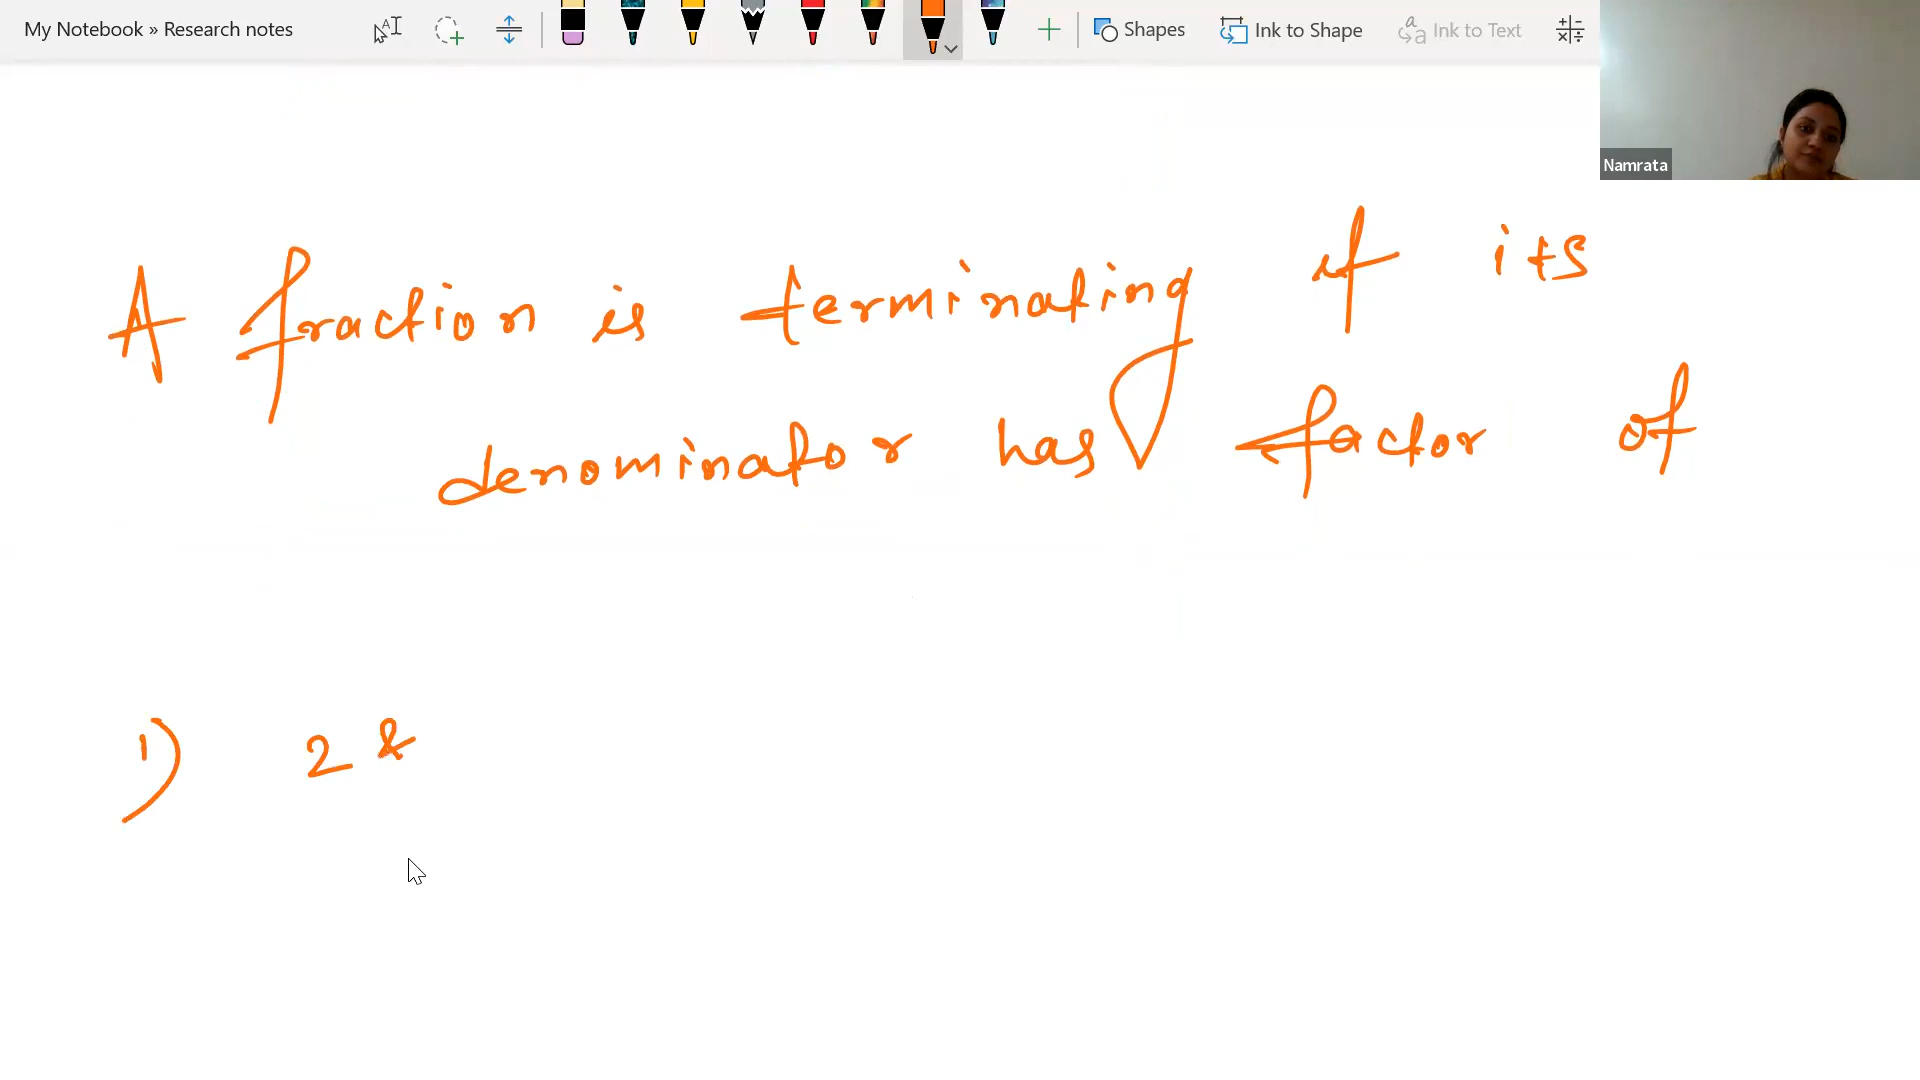 My Notebook » Research notes
Shapes
Ink to Shape
Ink to Text
Namrata
A fraction is terminating if its
denominator has factor of
1) 2 &